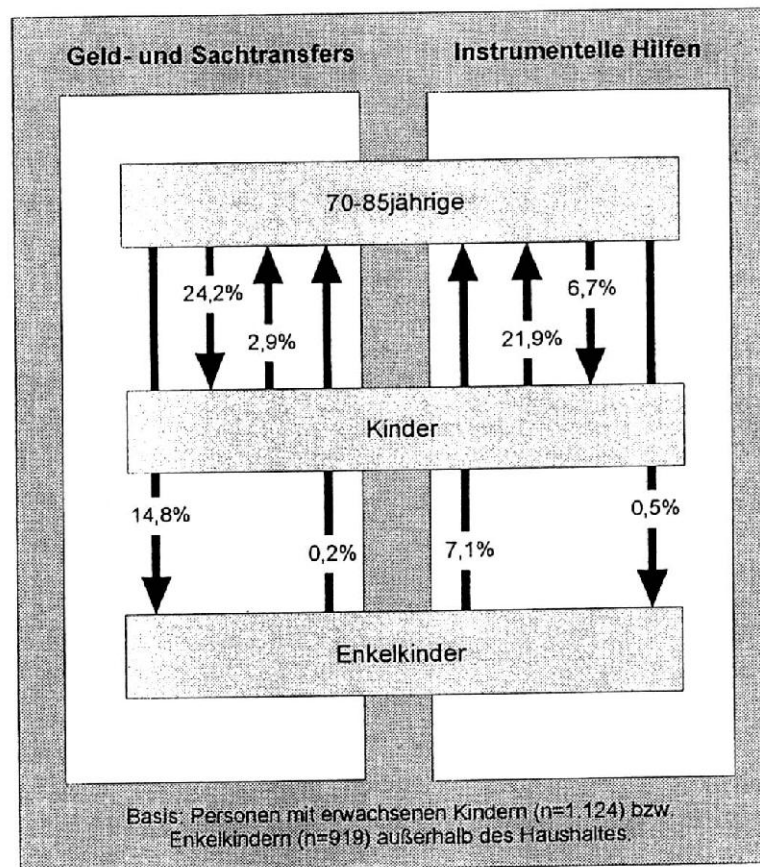 Geld- und Sachtransfers
Instrumentelle Hilfen
70-85jährige
24,2%
2,9%
21,9%
6,7%
Kinder
14,8%
0,2%
7,1%
0,5%
Enkelkinder
Basis: Personen mit erwachsenen Kindern (n=1.124) bzw.
Enkelkindern (n=919) außerhalb des Haushaltes.